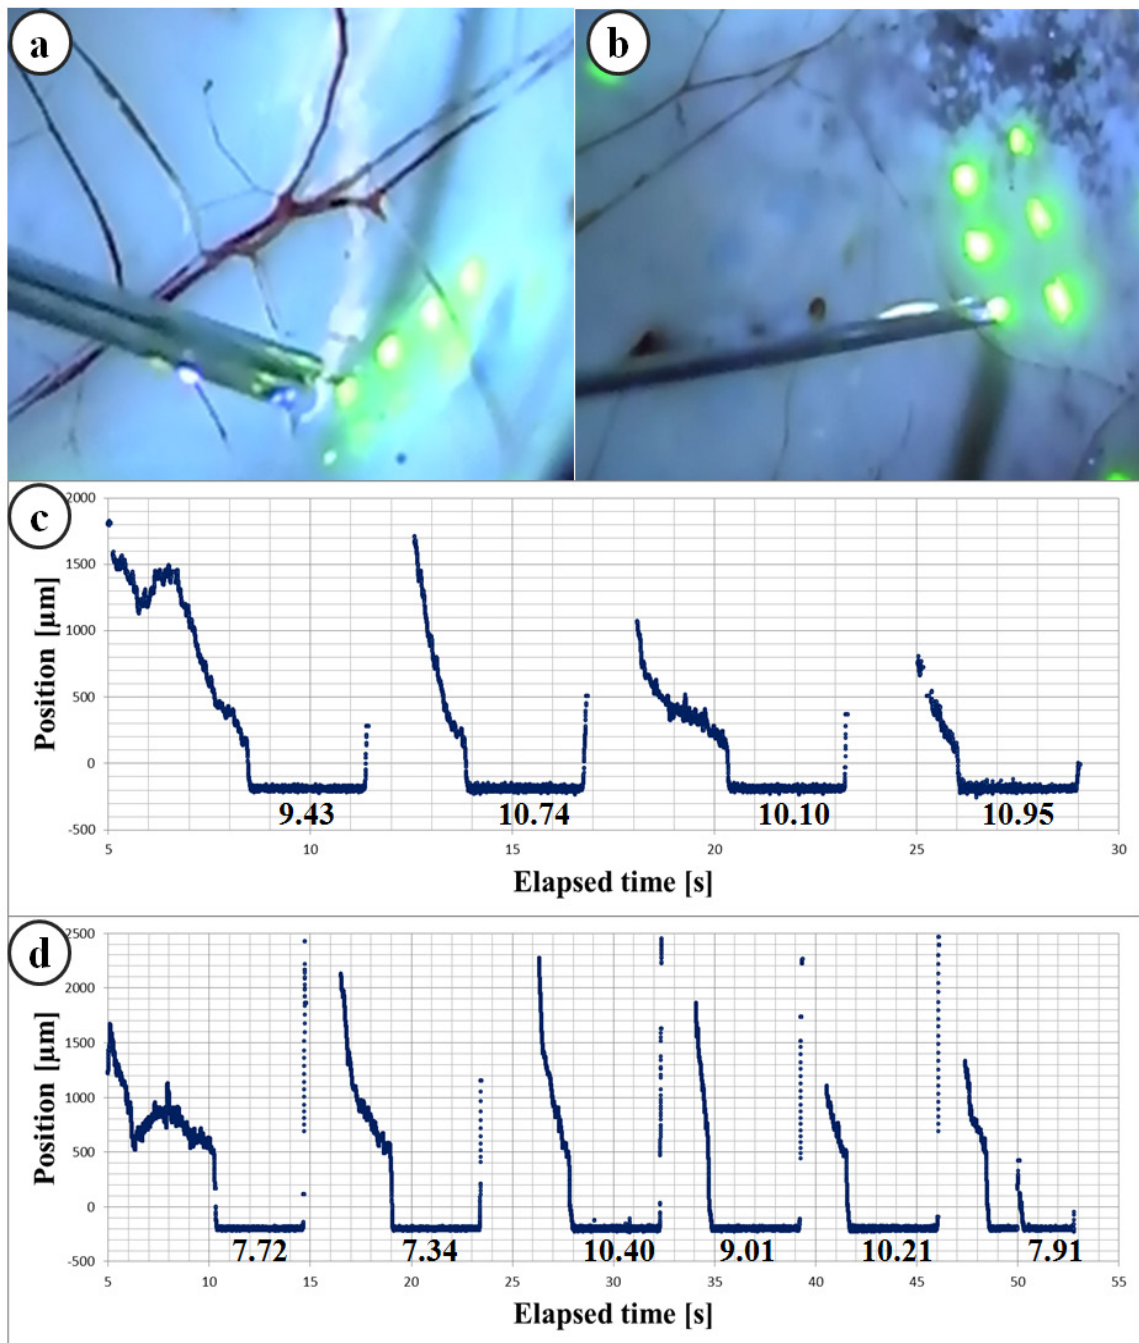 a
b
c
2000
1500
1000
500
0
-500
Position [µm]
9.43 10.74 10.10 10.95
5 10 15 20 25 30
Elapsed time [s]
d
2500
2000
1500
1000
500
0
-500
Position [µm]
7.72 7.34 10.40 9.01 10.21 7.91
5 10 15 20 25 30 35 40 45 50 55
Elapsed time [s]